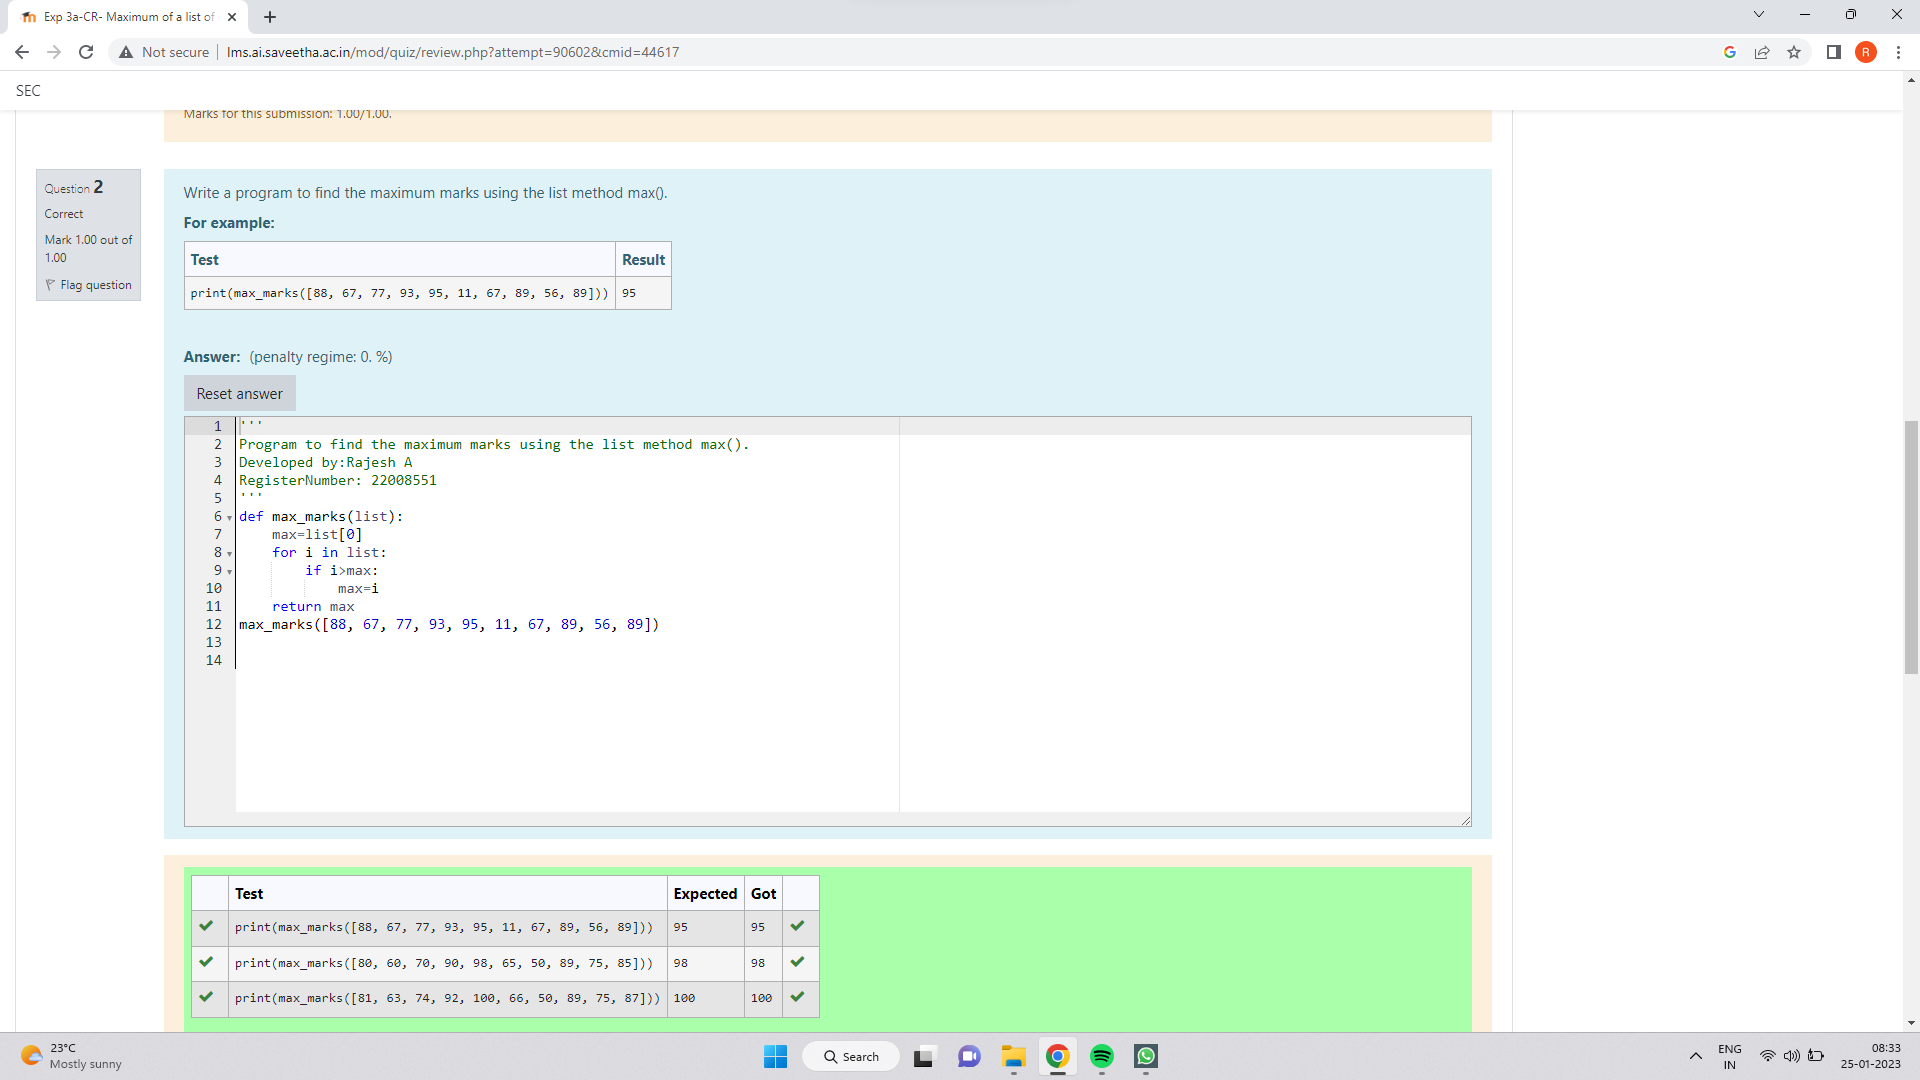 Exp 3a-CR- Maximum of a list of
Not secure
lms.ai.saveetha.ac.in/mod/quiz/review.php?attempt=90602&cmid=44617
R
SEC
Marks for this submission: 1.00/1.00.
Question 2
Correct
Mark 1.00 out of
1.00
Flag question
Write a program to find the maximum marks using the list method max().
For example:
Test Result
print(max_marks([88, 67, 77, 93, 95, 11, 67, 89, 56, 89])) 95
Answer: (penalty regime: 0. %)
Reset answer
1 '''
2 Program to find the maximum marks using the list method max().
3 Developed by:Rajesh A
4 RegisterNumber: 22008551
5 '''
6 def max_marks(list):
7 max=list[0]
8 for i in list:
9 if i>max:
10 max=i
11 return max
12 max_marks([88, 67, 77, 93, 95, 11, 67, 89, 56, 89])
13
14
Test Expected Got
print(max_marks([88, 67, 77, 93, 95, 11, 67, 89, 56, 89])) 95 95
print(max_marks([80, 60, 70, 90, 98, 65, 50, 89, 75, 85])) 98 98
print(max_marks([81, 63, 74, 92, 100, 66, 50, 89, 75, 87])) 100 100
23°C
Mostly sunny
Search
ENG
IN
08:33
25-01-2023